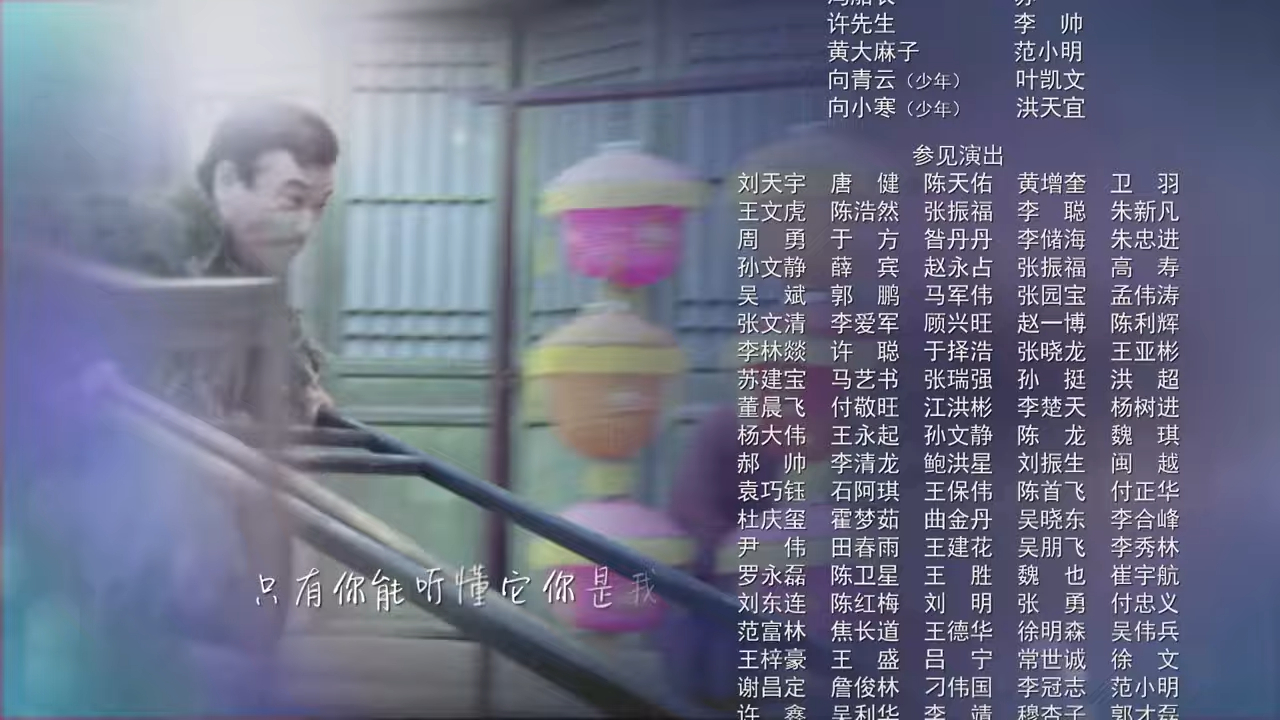 许先生 李 帅
黄大麻子 范小明
向青云（少年） 叶凯文
向小寒（少年） 洪天宜
参见演出
刘天宇 唐 健 陈天佑 黄增奎 卫 羽
王文虎 陈浩然 张振福 李 聪 朱新凡
周 勇 于 方 昝丹丹 李储海 朱忠进
孙文静 薛 宾 赵永占 张振福 高 寿
吴 斌 郭 鹏 马军伟 张园宝 孟伟涛
张文清 李爱军 顾兴旺 赵一博 陈利辉
李林燚 许 聪 于择浩 张晓龙 王亚彬
苏建宝 马艺书 张瑞强 孙 挺 洪 超
董晨飞 付敬旺 江洪彬 李楚天 杨树进
杨大伟 王永起 孙文静 陈 龙 魏 琪
郝 帅 李清龙 鲍洪星 刘振生 闽 越
袁巧钰 石阿琪 王保伟 陈首飞 付正华
杜庆玺 霍梦茹 曲金丹 吴晓东 李合峰
尹 伟 田春雨 王建花 吴朋飞 李秀林
罗永磊 陈卫星 王 胜 魏 也 崔宇航
刘东连 陈红梅 刘 明 张 勇 付忠义
范富林 焦长道 王德华 徐明森 吴伟兵
王梓豪 王 盛 吕 宁 常世诚 徐 文
谢昌定 詹俊林 刁伟国 李冠志 范小明
许 鑫 吴利华 李 靖 穆杏子 郭才磊
只有你能听懂它你是我